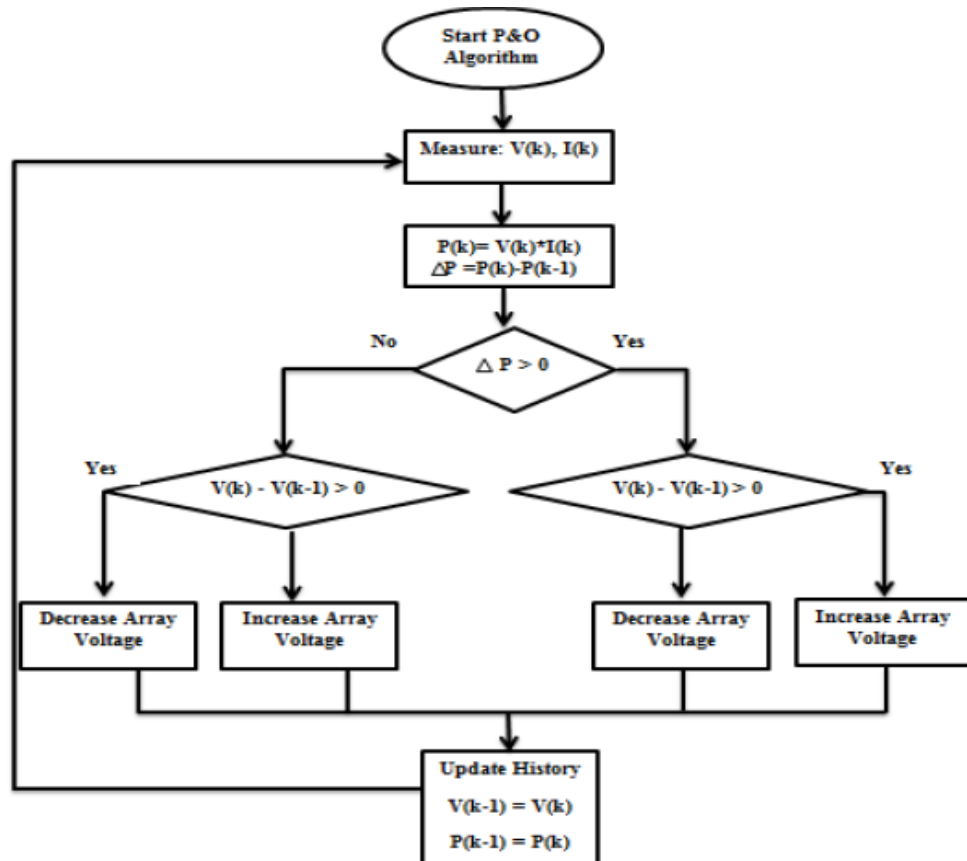 Start P&O
Algorithm
Measure: V(k), I(k)
P(k)= V(k)*I(k)
△P =P(k)-P(k-1)
No
Yes
△ P > 0
Yes
V(k) - V(k-1) > 0
V(k) - V(k-1) > 0
Yes
Decrease Array
Voltage
Increase Array
Voltage
Decrease Array
Voltage
Increase Array
Voltage
Update History
V(k-1) = V(k)
P(k-1) = P(k)